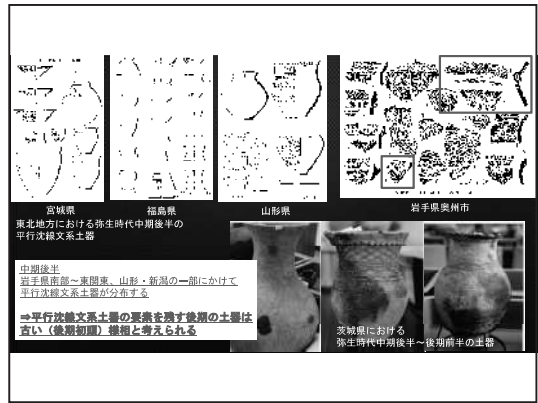 宮城県
福島県
山形県
岩手県奥州市
東北地方における弥生時代中期後半の
平行沈線文系土器
中期後半
岩手県南部～東関東、山形・新潟の一部にかけて
平行沈線文系土器が分布する
⇒平行沈線文系土器の要素を残す後期の土器は
古い（後期初頭）様相と考えられる
茨城県における
弥生時代中期後半～後期前半の土器